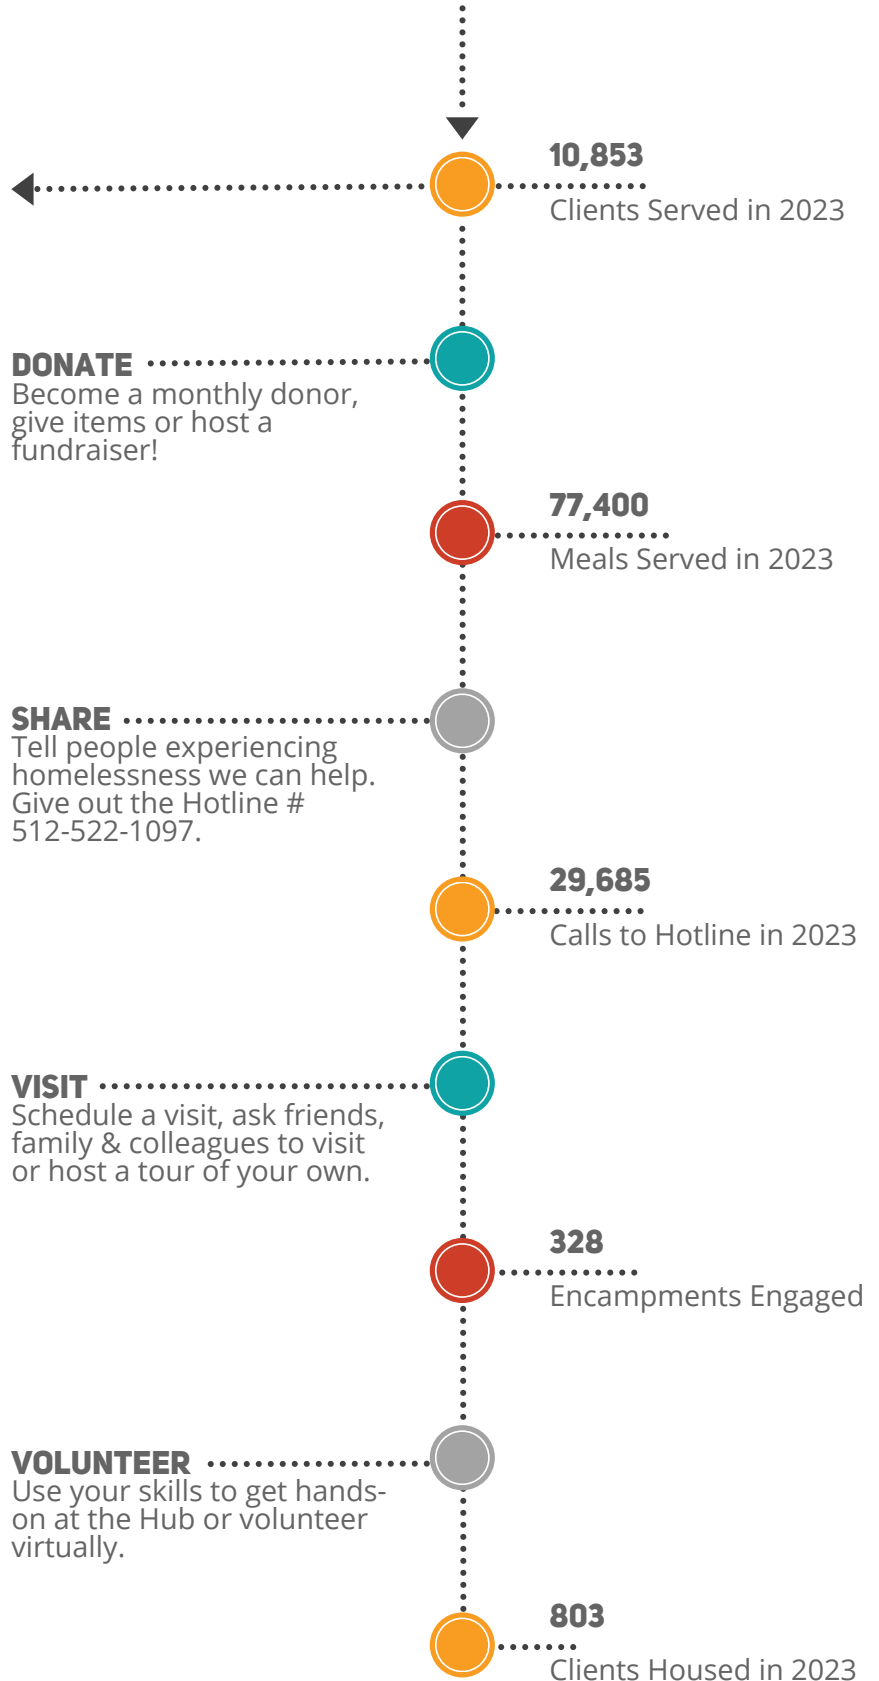 10,853
Clients Served in 2023
DONATE
Become a monthly donor,
give items or host a
fundraiser!
77,400
Meals Served in 2023
SHARE
Tell people experiencing
homelessness we can help.
Give out the Hotline #
512-522-1097.
29,685
Calls to Hotline in 2023
VISIT
Schedule a visit, ask friends,
family & colleagues to visit
or host a tour of your own.
328
Encampments Engaged
VOLUNTEER
Use your skills to get hands-
on at the Hub or volunteer
virtually.
803
Clients Housed in 2023